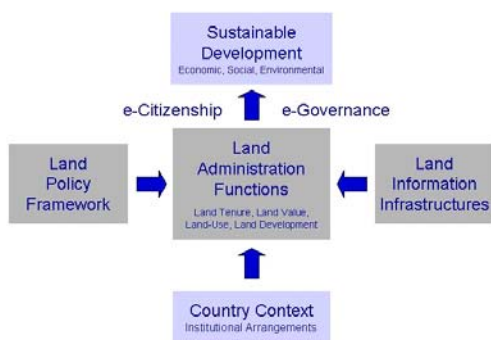 Sustainable
Development
Economic, Social, Environmental
e-Citizenship
e-Governance
Land
Policy
Framework
Land
Administration
Functions
Land Tenure, Land Value,
Land-Use, Land Development
Land
Information
Infrastructures
Country Context
Institutional Arrangements